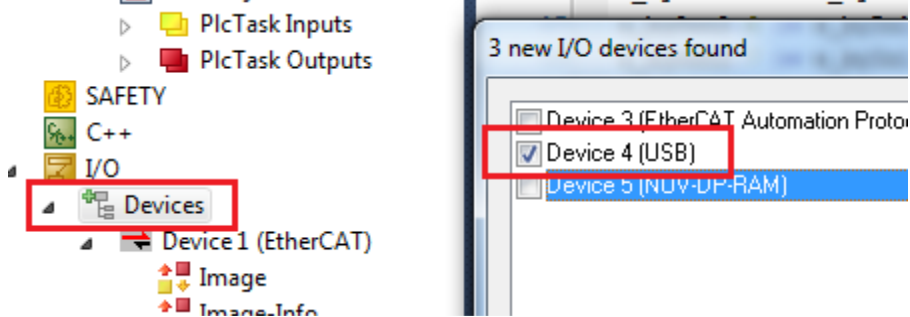 PlcTask Inputs
PlcTask Outputs
SAFETY
C++
I/O
Devices
Device 1 (EtherCAT)
Image
Image-Info
3 new I/O devices found
Device 3 (EtherCAT Automation Proto
Device 4 (USB)
Device 5 (NOV-DP-RAM)